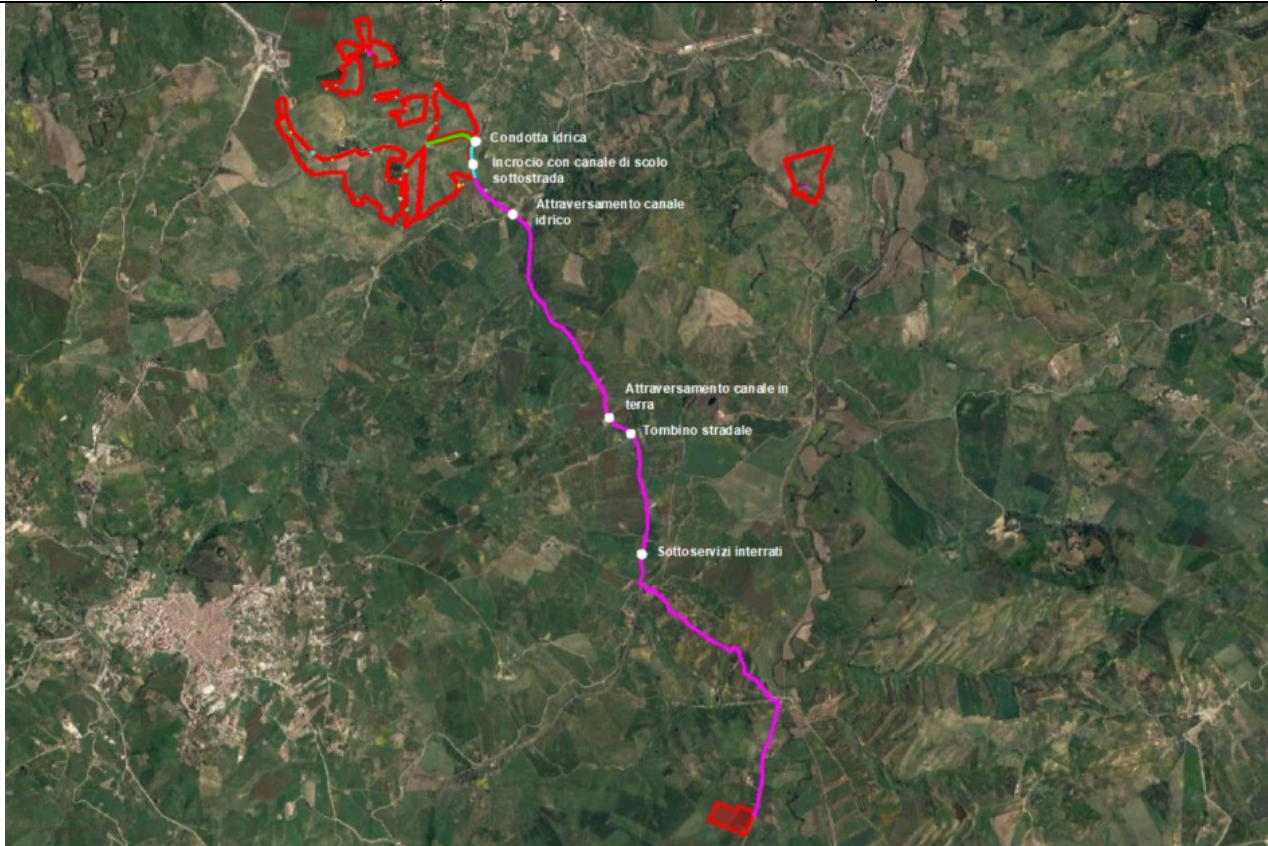 Condotta idrica
Incrocio con canale di scolo
sottostrada
Attraversamento canale
idrico
Attraversamento canale in
terra
Tombino stradale
Sottoservizi interrati